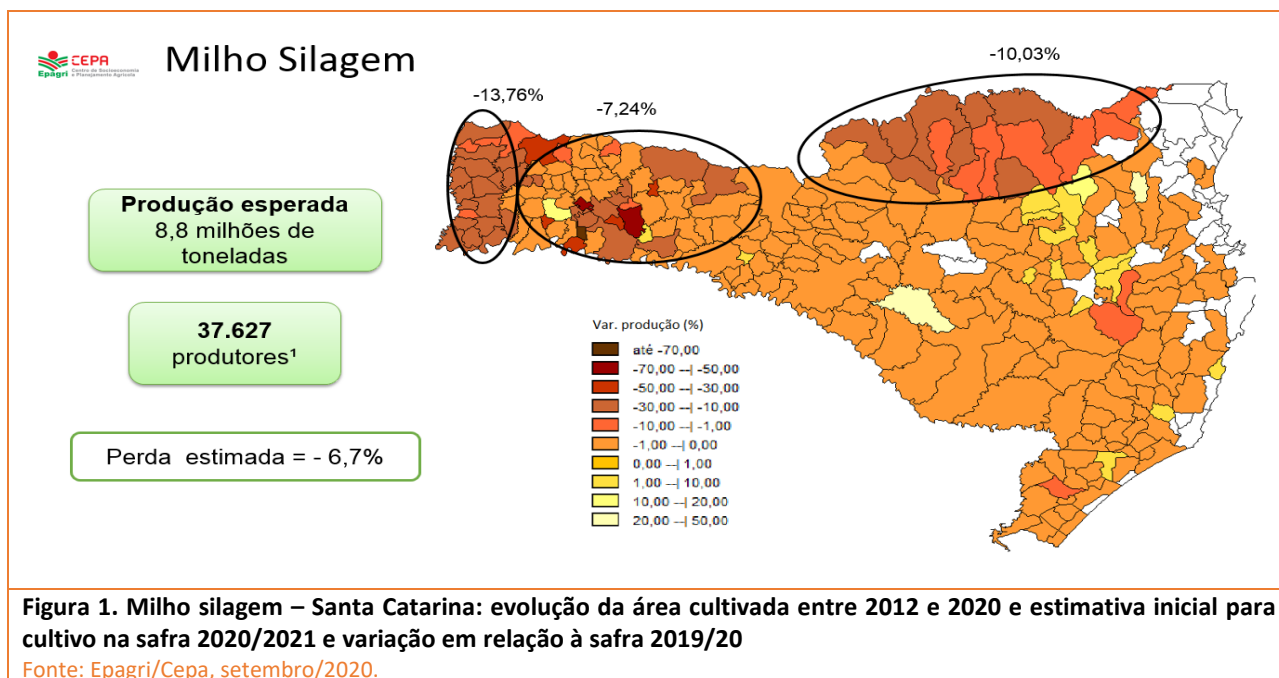 CEPA
Epagri
Centro de Socioeconomia
e Planejamento Agrícola
Milho Silagem
-13,76%
-7,24%
-10,03%
Produção esperada
8,8 milhões de
toneladas
37.627
produtores¹
Perda estimada = - 6,7%
Var. produção (%)
até -70,00
-70,00 --| -50,00
-50,00 --| -30,00
-30,00 --| -10,00
-10,00 --| -1,00
-1,00 --| 0,00
0,00 --| 1,00
1,00 --| 10,00
10,00 --| 20,00
20,00 --| 50,00
Figura 1. Milho silagem – Santa Catarina: evolução da área cultivada entre 2012 e 2020 e estimativa inicial para
cultivo na safra 2020/2021 e variação em relação à safra 2019/20
Fonte: Epagri/Cepa, setembro/2020.